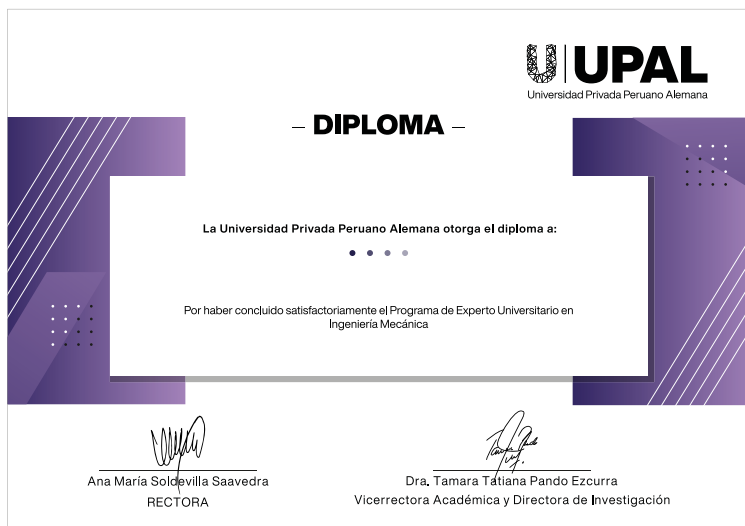 UPAL
Universidad Privada Peruano Alemana
– DIPLOMA –
La Universidad Privada Peruano Alemana otorga el diploma a:
Por haber concluido satisfactoriamente el Programa de Experto Universitario en
Ingeniería Mecánica
Ana María Soldevilla Saavedra
RECTORA
Dra. Tamara Tatiana Pando Ezcurra
Vicerrectora Académica y Directora de Investigación